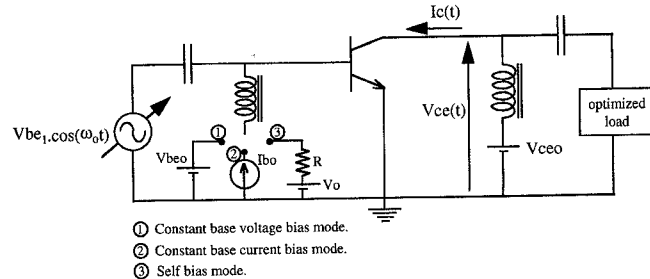 Ic(t)
Vbe1.cos(ωot)
①
③
Vce(t)
optimized
load
Vbeo
②
Ibo
R
Vo
Vceo
① Constant base voltage bias mode.
② Constant base current bias mode.
③ Self bias mode.